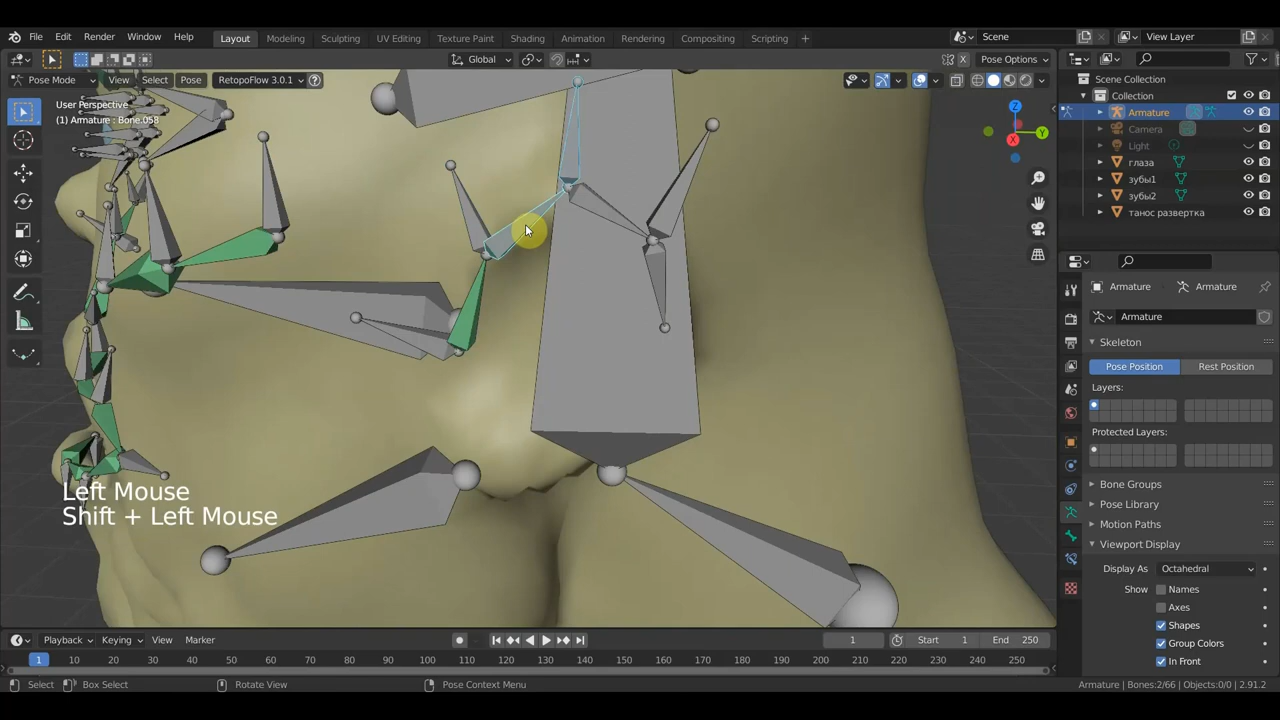 File Edit Render Window Help Layout Modeling Sculpting UV Editing Texture Paint Shading Animation Rendering Compositing Scripting + Scene View Layer
Global Pose Options
Pose Mode View Select Pose RetopoFlow 3.0.1
Scene Collection
User Perspective
Collection
(1) Armature : Bone.058
Armature
Camera
Light
глаза
зубы1
зубы2
танос развертка
Armature Armature
Armature
Skeleton
Pose Position Rest Position
Layers:
Protected Layers:
Bone Groups
Left Mouse
Pose Library
Shift + Left Mouse
Motion Paths
Viewport Display
Display As Octahedral
Show Names
Axes
Shapes
Playback Keying View Marker 1 Start 1 End 250
Group Colors
1 10 20 30 40 50 60 70 80 90 100 110 120 130 140 150 160 170 180 190 200 210 220 230 240 250
In Front
Select Box Select Rotate View Pose Context Menu Armature | Bones:2/66 | Objects:0/0 | 2.91.2
X
Y
Z